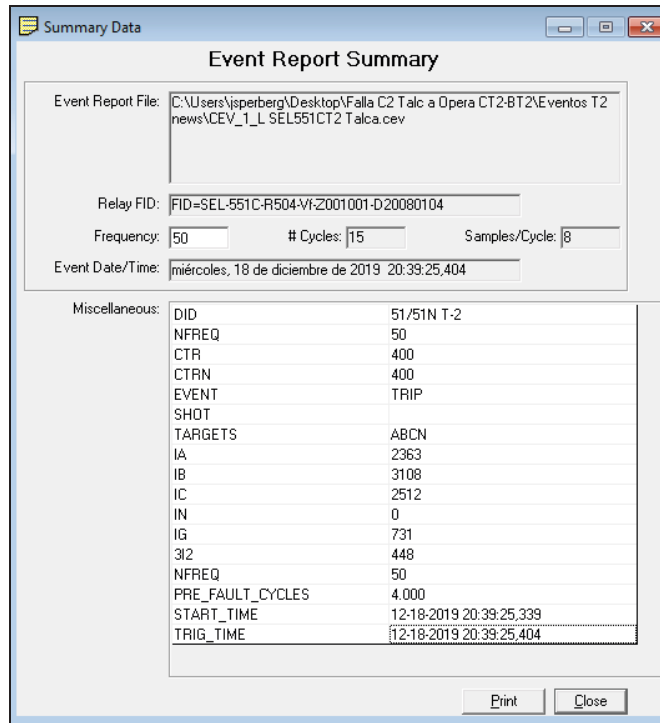 Summary Data
Event Report Summary
Event Report File: C:\Users\jsperberg\Desktop\Falla C2 Talc a Opera CT2-BT2\Eventos T2
news\CEV_1_L SEL551CT2 Talca.cev
Relay FID: FID=SEL-551C-R504-Vf-Z001001-D20080104
Frequency: 50 # Cycles: 15 Samples/Cycle: 8
Event Date/Time: miércoles, 18 de diciembre de 2019 20:39:25,404
Miscellaneous:
DID 51/51N T-2
NFREQ 50
CTR 400
CTRN 400
EVENT TRIP
SHOT
TARGETS ABCN
IA 2363
IB 3108
IC 2512
IN 0
IG 731
3I2 448
NFREQ 50
PRE_FAULT_CYCLES 4.000
START_TIME 12-18-2019 20:39:25,339
TRIG_TIME 12-18-2019 20:39:25,404
Print Close